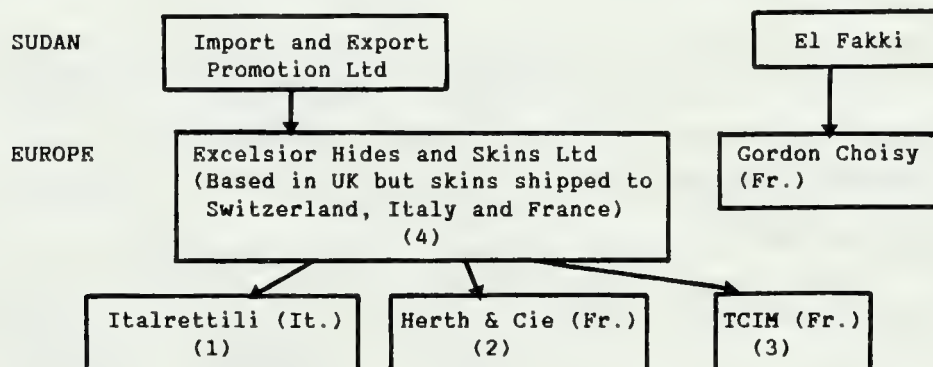 SUDAN
Import and Export
Promotion Ltd
El Fakki
EUROPE
Excelsior Hides and Skins Ltd
(Based in UK but skins shipped to
Switzerland, Italy and France)
(4)
Gordon Choisy
(Fr.)
Italrettili (It.)
(1)
Herth & Cie (Fr.)
(2)
TCIM (Fr.)
(3)